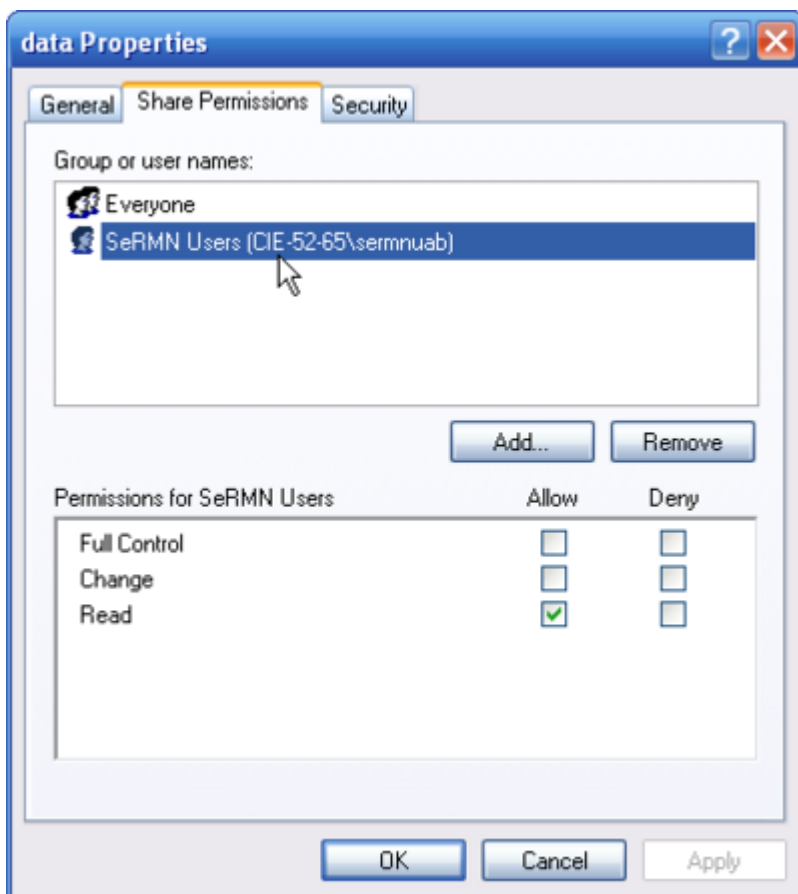 data Properties
General Share Permissions Security
Group or user names:
Everyone
SeRMN Users (CIE-52-65\sermnuab)
Add... Remove
Permissions for SeRMN Users Allow Deny
Full Control
Change
Read
OK Cancel Apply